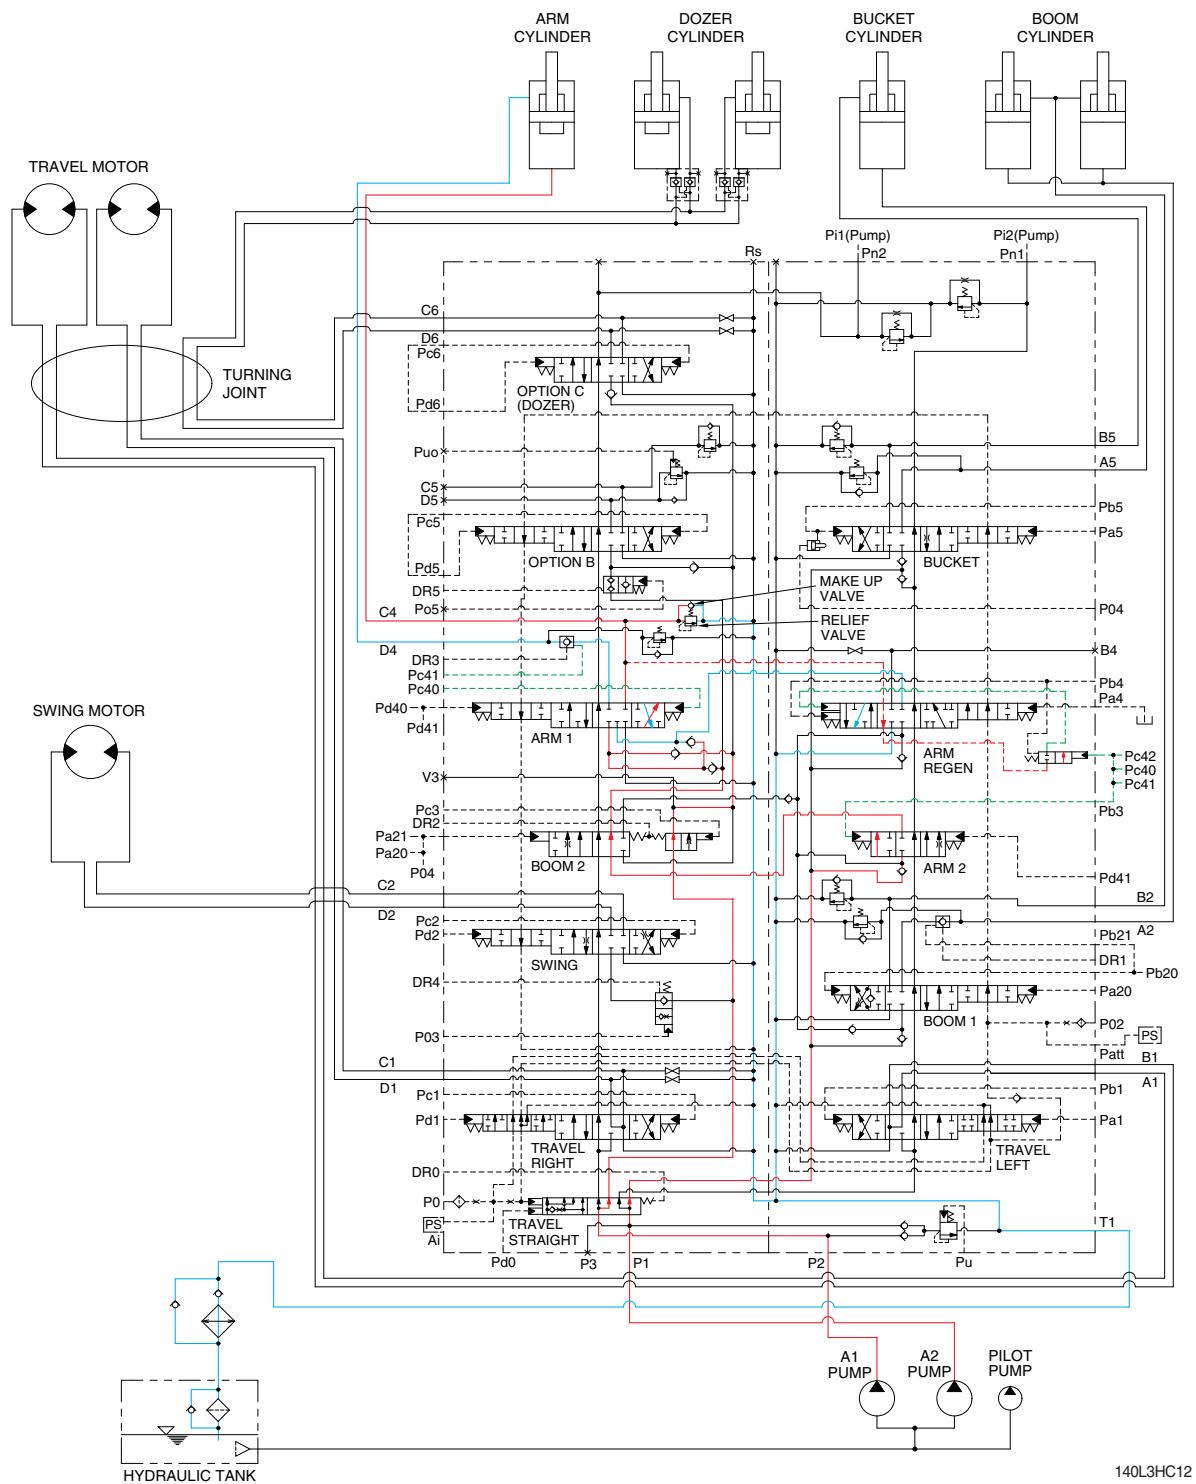 ARM
CYLINDER
DOZER
CYLINDER
BUCKET
CYLINDER
BOOM
CYLINDER
TRAVEL MOTOR
TURNING
JOINT
Pi1(Pump)
Pn2
Pi2(Pump)
Pn1
Rs
C6
D6
Pc6
Pd6
OPTION C
(DOZER)
Puo
C5
D5
Pc5
Pd5
OPTION B
DR5
Po5
B5
A5
Pb5
Pa5
BUCKET
MAKE UP
VALVE
RELIEF
VALVE
P04
C4
D4
DR3
Pc41
Pc40
Pd40
Pd41
ARM 1
B4
Pb4
Pa4
ARM
REGEN
Pc42
Pc40
Pc41
SWING MOTOR
V3
Pc3
DR2
Pa21
Pa20
P04
BOOM 2
Pb3
ARM 2
Pd41
C2
D2
Pc2
Pd2
SWING
B2
A2
Pb21
DR1
Pb20
Pa20
BOOM 1
DR4
P03
P02
PS
Patt
C1
D1
Pc1
Pd1
TRAVEL
RIGHT
B1
A1
Pb1
Pa1
TRAVEL
LEFT
DR0
P0
PS
Ai
TRAVEL
STRAIGHT
Pd0
P3
P1
P2
Pu
T1
A1
PUMP
A2
PUMP
PILOT
PUMP
HYDRAULIC TANK
140L3HC12